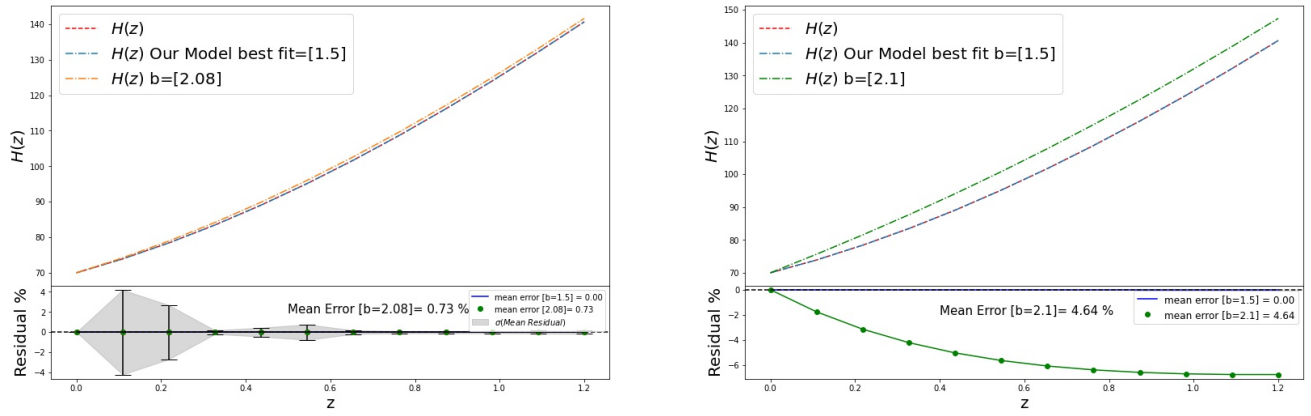 140
130
120
110
100
90
80
70
H(z)
H(z)
H(z) Our Model best fit=[1.5]
H(z) b=[2.08]
4
2
0
−2
−4
Residual %
Mean Error [b=2.08]= 0.73 %
mean error [b=1.5] = 0.00
mean error [2.08]= 0.73
σ(Mean Residual)
0.0 0.2 0.4 0.6 0.8 1.0 1.2
z
150
140
130
120
110
100
90
80
70
H(z)
H(z)
H(z) Our Model best fit b=[1.5]
H(z) b=[2.1]
0
−2
−4
−6
Residual %
Mean Error [b=2.1]= 4.64 %
mean error [b=1.5] = 0.00
mean error [b=2.1] = 4.64
0.0 0.2 0.4 0.6 0.8 1.0 1.2
z